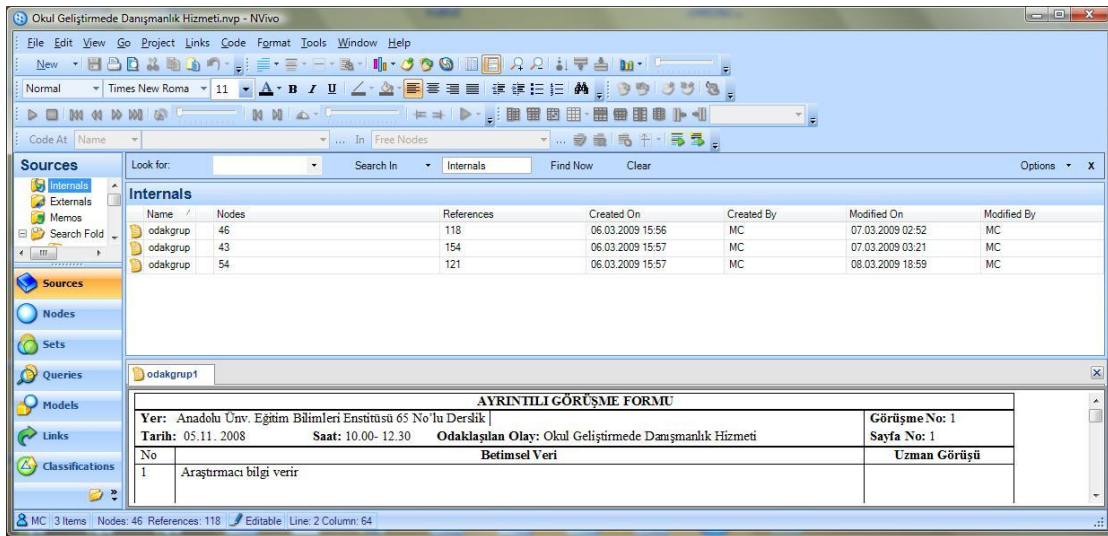 Okul Geliştirmede Danışmanlık Hizmeti.nvp - NVivo
File Edit View Go Project Links Code Format Tools Window Help
New
Normal Times New Roma 11 A B I U
Code At Name ... In Free Nodes ...
Sources
Look for: Search In Internals Find Now Clear Options X
Internals
Externals
Memos
Search Fold
Internals
Name Nodes References Created On Created By Modified On Modified By
odakgrup 46 118 06.03.2009 15:56 MC 07.03.2009 02:52 MC
odakgrup 43 154 06.03.2009 15:57 MC 07.03.2009 03:21 MC
odakgrup 54 121 06.03.2009 15:57 MC 08.03.2009 18:59 MC
Sources
Nodes
Sets
Queries
Models
Links
Classifications
odakgrup1
AYRINTILI GÖRÜŞME FORMU
Yer: Anadolu Ünv. Eğitim Bilimleri Enstitüsü 65 No'lu Derslik Görüşme No: 1
Tarih: 05.11. 2008 Saat: 10.00- 12.30 Odaklaşılan Olay: Okul Geliştirmede Danışmanlık Hizmeti Sayfa No: 1
No Betimsel Veri Uzman Görüşü
1 Araştırmacı bilgi verir
MC 3 Items Nodes: 46 References: 118 Editable Line: 2 Column: 64